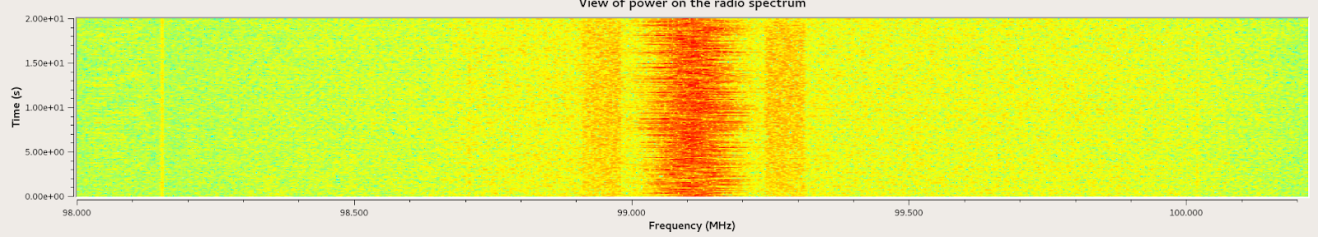 View of power on the radio spectrum
2.00e+01
1.50e+01
1.00e+01
5.00e+00
0.00e+00
Time (s)
98.000 98.500 99.000 99.500 100.000
Frequency (MHz)